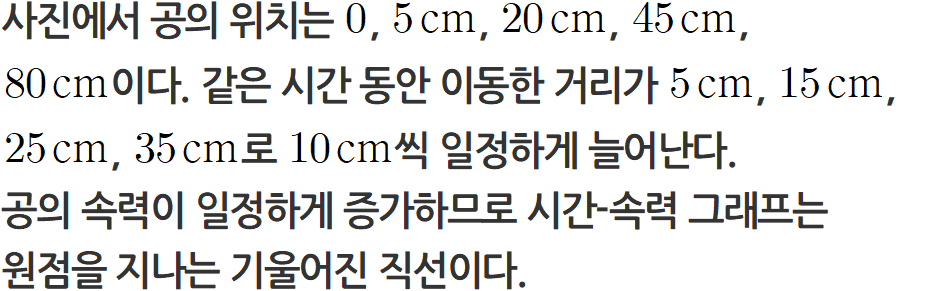 사진에서 공의 위치는 0, 5 cm, 20 cm, 45 cm,
80 cm이다. 같은 시간 동안 이동한 거리가 5 cm, 15 cm,
25 cm, 35 cm로 10 cm씩 일정하게 늘어난다.
공의 속력이 일정하게 증가하므로 시간-속력 그래프는
원점을 지나는 기울어진 직선이다.